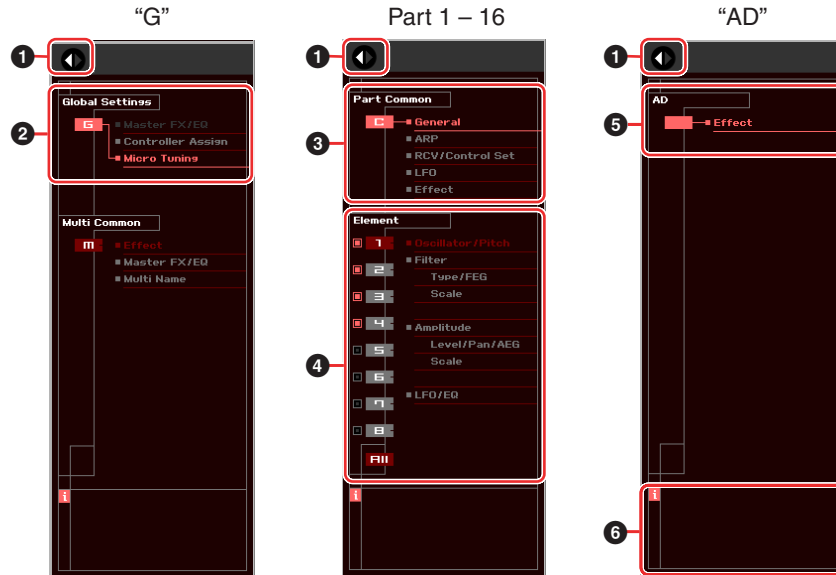 “G”
1
Global Settings
2
G
Master FX/EQ
Controller Assign
Micro Tuning
Multi Common
m
Effect
Master FX/EQ
Multi Name
i
Part 1 – 16
1
Part Common
3
C
General
ARP
RCV/Control Set
LFO
Effect
Element
4
1
Oscillator/Pitch
2
Filter
Type/FEG
3
Scale
4
Amplitude
5
Level/Pan/AEG
Scale
6
7
LFO/EQ
8
All
i
“AD”
1
AD
5
Effect
i
6